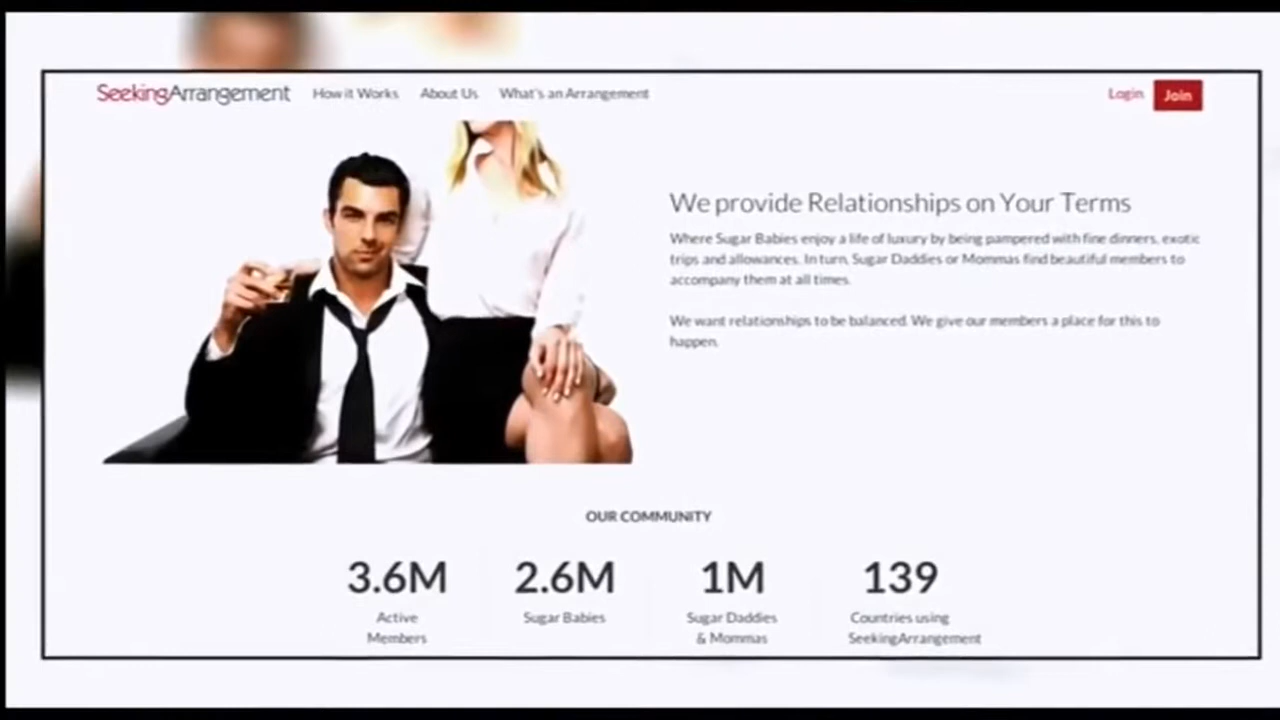 SeekingArrangement How it Works About Us What's an Arrangement Login Join
We provide Relationships on Your Terms
Where Sugar Babies enjoy a life of luxury by being pampered with fine dinners, exotic
trips and allowances. In turn, Sugar Daddies or Mommas find beautiful members to
accompany them at all times.
We want relationships to be balanced. We give our members a place for this to
happen.
OUR COMMUNITY
3.6M 2.6M 1M 139
Active Sugar Babies Sugar Daddies Countries using
Members & Mommas SeekingArrangement